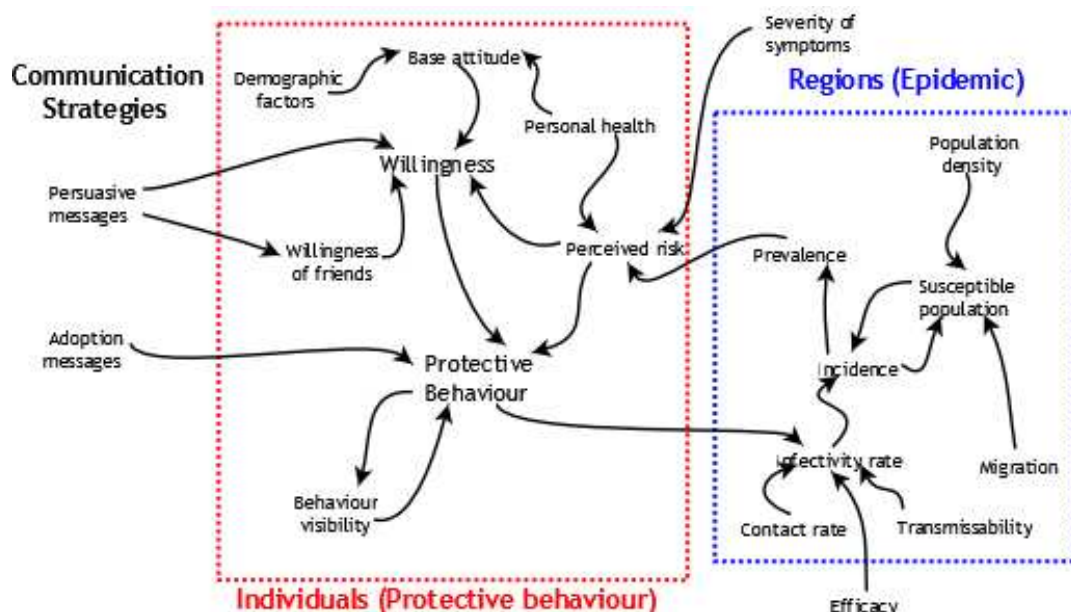 Communication
Strategies
Demographic
factors
Base attitude
Personal health
Severity of
symptoms
Regions (Epidemic)
Population
density
Persuasive
messages
Willingness
Willingness
of friends
Perceived risk
Prevalence
Susceptible
population
Adoption
messages
Protective
Behaviour
Incidence
Infectivity rate
Migration
Behaviour
visibility
Contact rate
Transmissability
Individuals (Protective behaviour)
Efficacy